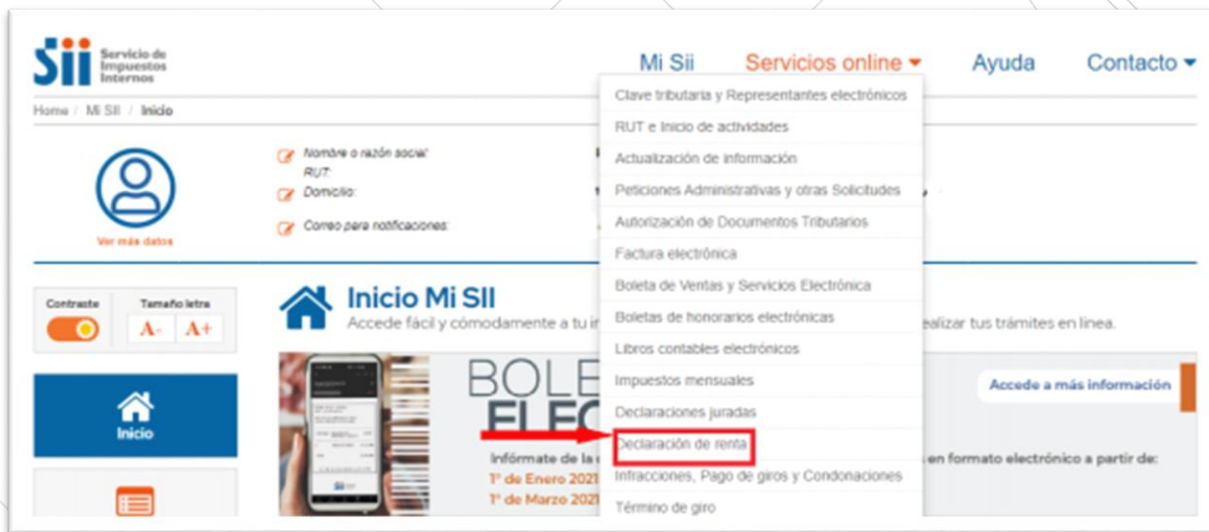 Sii Servicio de
Impuestos
Internos
Mi Sii Servicios online Ayuda Contacto
Home / Mi SII / Inicio
Clave tributaria y Representantes electrónicos
RUT e Inicio de actividades
Actualización de información
Peticiones Administrativas y otras Solicitudes
Autorización de Documentos Tributarios
Factura electrónica
Boleta de Ventas y Servicios Electrónica
Boletas de honorarios electrónicas
Libros contables electrónicos
Impuestos mensuales
Declaraciones juradas
Declaración de renta
Infracciones, Pago de giros y Condonaciones
Término de giro
Nombre o razón social:
RUT:
Domicilio:
Correo para notificaciones:
Ver más datos
Contraste Tamaño letra
A- A+
Inicio
Inicio Mi SII
Accede fácil y cómodamente a tu in
ealizar tus trámites en línea.
BOLE
ELEC
Accede a más información
Infórmate de la
en formato electrónico a partir de:
1° de Enero 2021
1° de Marzo 202